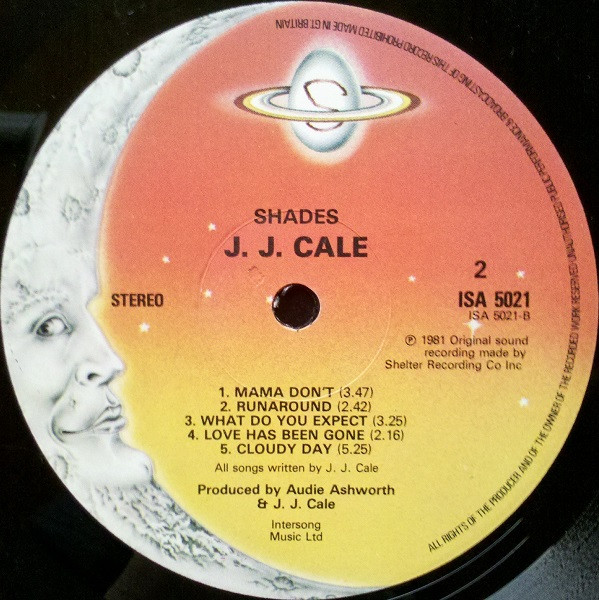 ALL RIGHTS OF THE PRODUCER AND OF THE OWNER OF THE RECORDED WORK RESERVED UNAUTHORISED PUBLIC PERFORMANCE & BROADCASTING OF THIS RECORD PROHIBITED MADE IN GT. BRITAIN
S
SHADES
J. J. CALE
2
STEREO
ISA 5021
ISA 5021-B
℗ 1981 Original sound
recording made by
Shelter Recording Co Inc
1. MAMA DON'T (3.47)
2. RUNAROUND (2.42)
3. WHAT DO YOU EXPECT (3.25)
4. LOVE HAS BEEN GONE (2.16)
5. CLOUDY DAY (5.25)
All songs written by J. J. Cale
Produced by Audie Ashworth
& J. J. Cale
Intersong
Music Ltd